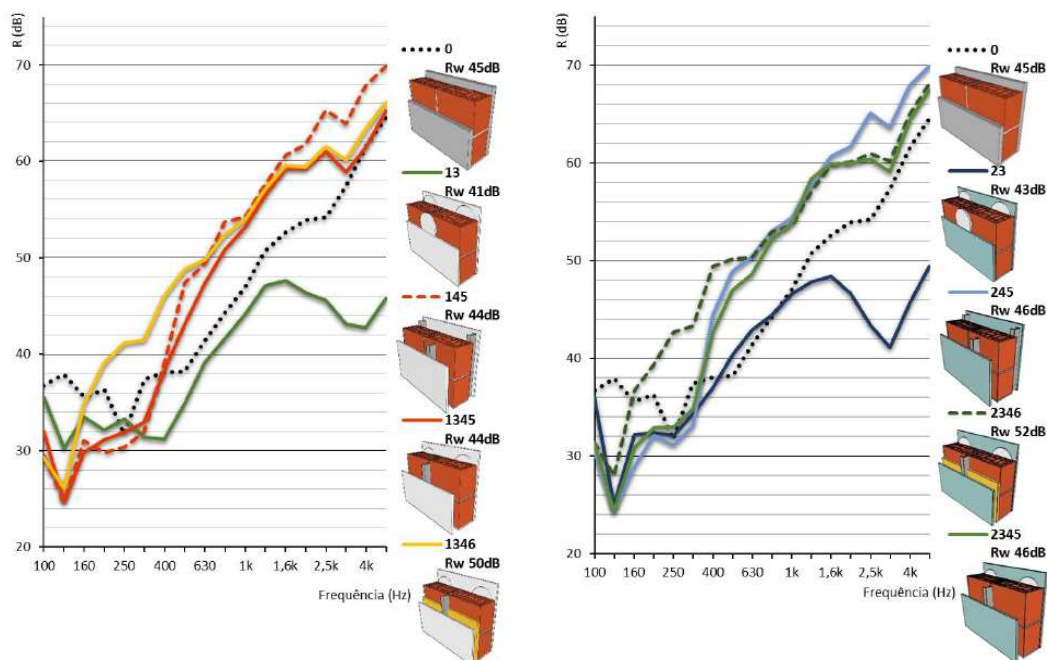 R (dB)
70
60
50
40
30
20
100 160 250 400 630 1k 1,6k 2,5k 4k
Frequência (Hz)
0
Rw 45dB
13
Rw 41dB
145
Rw 44dB
1345
Rw 44dB
1346
Rw 50dB
R (dB)
70
60
50
40
30
20
100 160 250 400 630 1k 1,6k 2,5k 4k
Frequência (Hz)
0
Rw 45dB
23
Rw 43dB
245
Rw 46dB
2346
Rw 52dB
2345
Rw 46dB